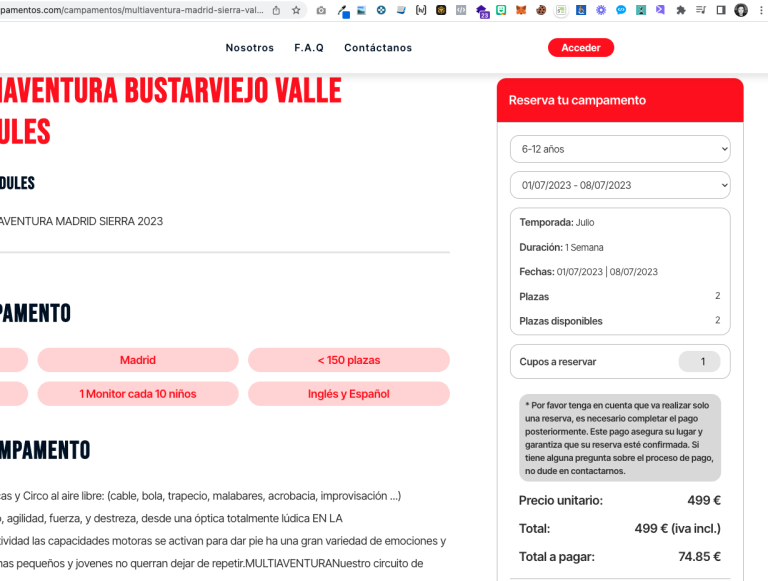 pamentos.com/campamentos/multiaventura-madrid-sierra-val...
23
Nosotros F.A.Q Contáctanos Acceder
IAVENTURA BUSTARVIEJO VALLE
ULES
DULES
AVENTURA MADRID SIERRA 2023
PAMENTO
Madrid < 150 plazas
1 Monitor cada 10 niños Inglés y Español
MPAMENTO
cas y Circo al aire libre: (cable, bola, trapecio, malabares, acrobacia, improvisación ...)
o, agilidad, fuerza, y destreza, desde una óptica totalmente lúdica EN LA
tividad las capacidades motoras se activan para dar pie ha una gran variedad de emociones y
nas pequeños y jovenes no querran dejar de repetir.MULTIAVENTURANuestro circuito de
Reserva tu campamento
6-12 años
01/07/2023 - 08/07/2023
Temporada: Julio
Duración: 1 Semana
Fechas: 01/07/2023 | 08/07/2023
Plazas 2
Plazas disponibles 2
Cupos a reservar 1
* Por favor tenga en cuenta que va realizar solo
una reserva, es necesario completar el pago
posteriormente. Este pago asegura su lugar y
garantiza que su reserva esté confirmada. Si
tiene alguna pregunta sobre el proceso de pago,
no dude en contactarnos.
Precio unitario: 499 €
Total: 499 € (iva incl.)
Total a pagar: 74.85 €